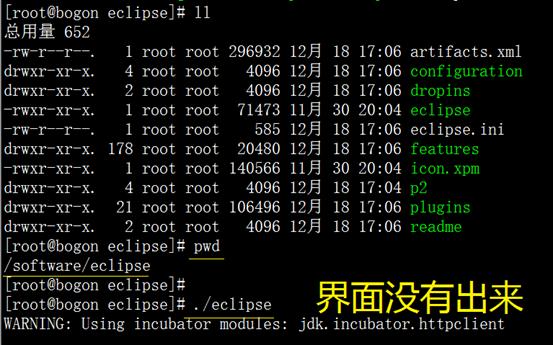 [root@bogon eclipse]# ll
总用量 652
-rw-r--r--.   1 root root 296932 12月 18 17:06 artifacts.xml
drwxr-xr-x.   4 root root   4096 12月 18 17:06 configuration
drwxr-xr-x.   2 root root   4096 12月 18 17:06 dropins
-rwxr-xr-x.   1 root root  71473 11月 30 20:04 eclipse
-rw-r--r--.   1 root root    585 12月 18 17:06 eclipse.ini
drwxr-xr-x. 178 root root  20480 12月 18 17:06 features
-rwxr-xr-x.   1 root root 140566 11月 30 20:04 icon.xpm
drwxr-xr-x.   4 root root   4096 12月 18 17:04 p2
drwxr-xr-x.  21 root root 106496 12月 18 17:06 plugins
drwxr-xr-x.   2 root root   4096 12月 18 17:06 readme
[root@bogon eclipse]# pwd
/software/eclipse
[root@bogon eclipse]#
[root@bogon eclipse]# ./eclipse
界面没有出来
WARNING: Using incubator modules: jdk.incubator.httpclient